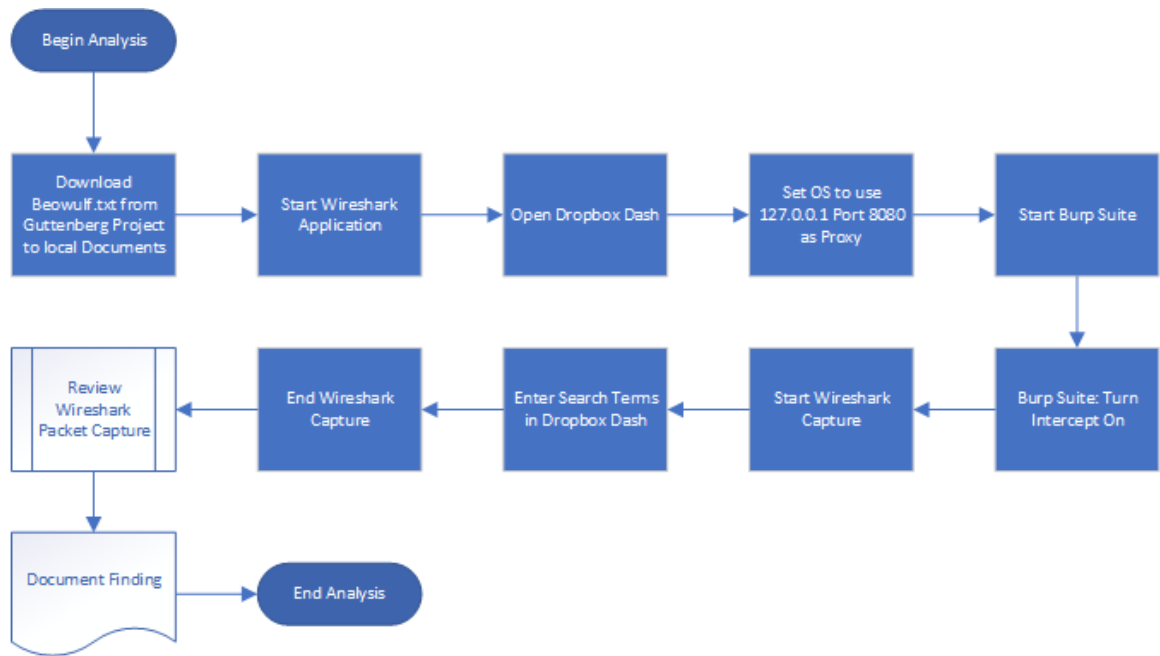 Begin Analysis
Download
Beowulf.txt from
Guttenberg Project
to local Documents
Start Wireshark
Application
Open Dropbox Dash
Set OS to use
127.0.0.1 Port 8080
as Proxy
Start Burp Suite
Burp Suite: Turn
Intercept On
Start Wireshark
Capture
Enter Search Terms
in Dropbox Dash
End Wireshark
Capture
Review
Wireshark
Packet Capture
Document Finding
End Analysis